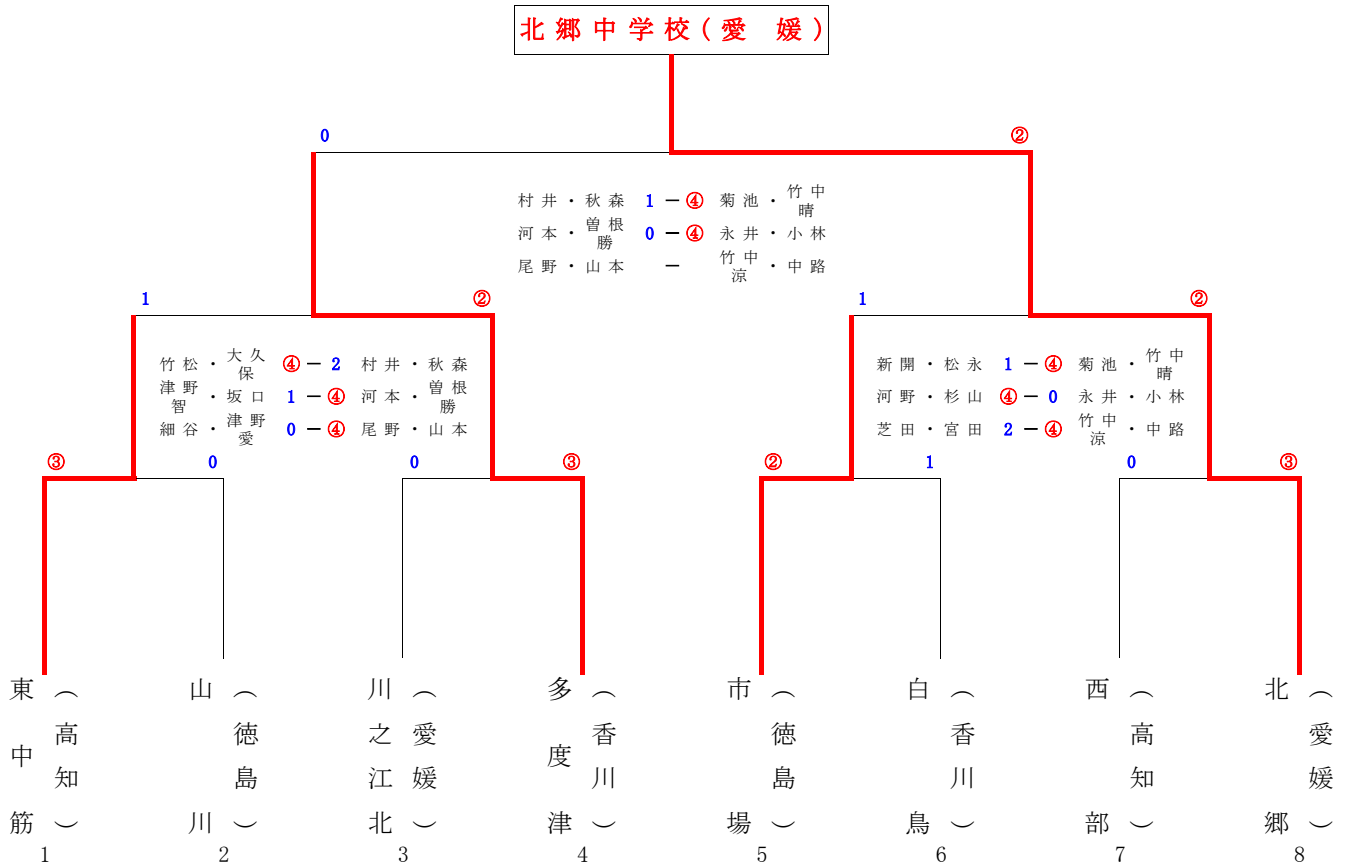 北郷中学校(愛 媛)
0 ②
村井・秋森 1 － ④ 菊池・竹中晴
河本・曽根勝 0 － ④ 永井・小林
尾野・山本 － 竹中涼・中路
1 ② 1 ②
竹松・大久保 ④ － 2 村井・秋森
津野智・坂口 1 － ④ 河本・曽根勝
細谷・津野愛 0 － ④ 尾野・山本
新開・松永 1 － ④ 菊池・竹中晴
河野・杉山 ④ － 0 永井・小林
芝田・宮田 2 － ④ 竹中涼・中路
③ 0 0 ③ ② 1 0 ③
東中筋(高知)
1
山川(徳島)
2
川之江北(愛媛)
3
多度津(香川)
4
市場(徳島)
5
白鳥(香川)
6
西部(高知)
7
北郷(愛媛)
8